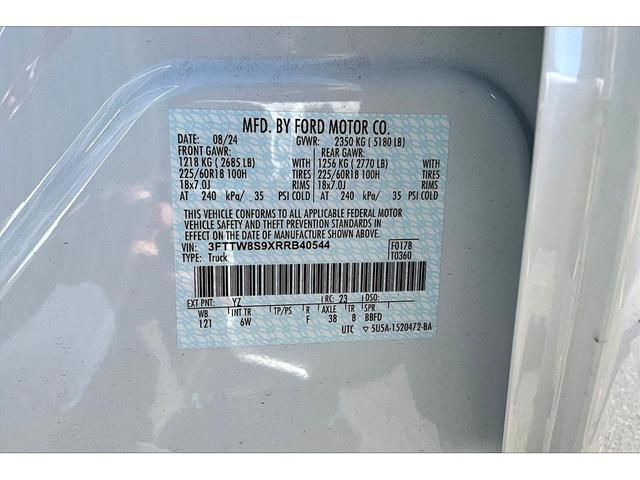 MFD. BY FORD MOTOR CO.
DATE: 08/24 GVWR: 2350 KG ( 5180 LB)
FRONT GAWR: REAR GAWR:
1218 KG ( 2685 LB) WITH 1256 KG ( 2770 LB) WITH
225/60R18 100H TIRES 225/60R18 100H TIRES
18x7.0J RIMS 18x7.0J RIMS
AT 240 kPa/ 35 PSI COLD AT 240 kPa/ 35 PSI COLD
THIS VEHICLE CONFORMS TO ALL APPLICABLE FEDERAL MOTOR
VEHICLE SAFETY AND THEFT PREVENTION STANDARDS IN
EFFECT ON THE DATE OF MANUFACTURE SHOWN ABOVE.
VIN: 3FTTW8S9XRRB40544 F0178
TYPE: Truck T0360
EXT PNT: YZ RC: 23 DSO:
WB INT TR TP/PS R AXLE TR SPR
121 6W F 38 8 BBFD
UTC ▽ 5U5A-1520472-BA